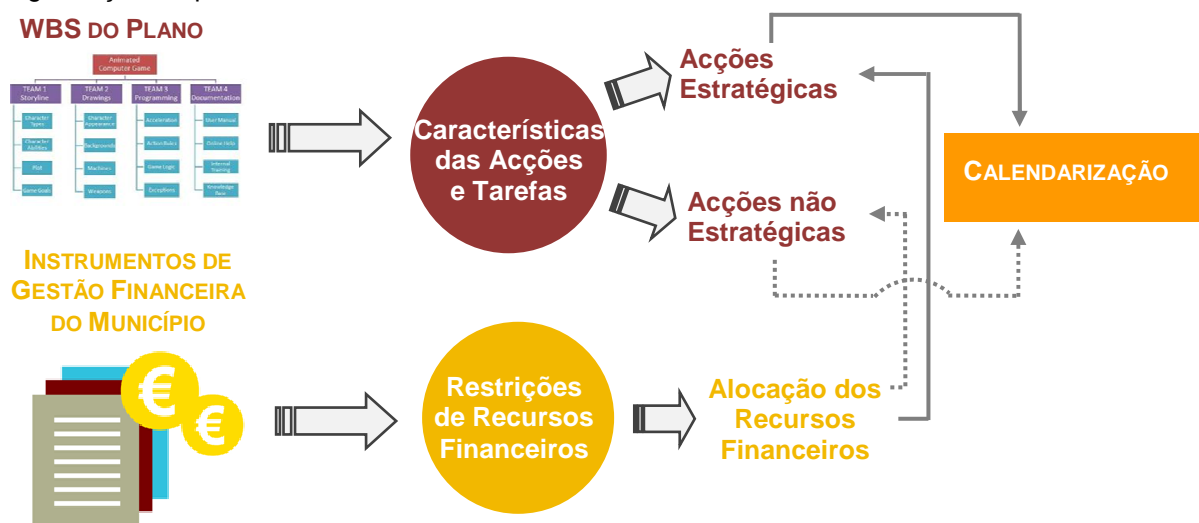 WBS DO PLANO
Animated
Computer Game
TEAM 1
Storyline
TEAM 2
Drawings
TEAM 3
Programming
TEAM 4
Documentation
Character
Types
Character
Appearance
Acceleration
User Manual
Character
Abilities
Backgrounds
Online Help
Plot
Machines
Game Logic
Internal
Training
Game Goals
Weapons
Exceptions
Knowledge
Base
Características
das Acções
e Tarefas
Acções
Estratégicas
Acções não
Estratégicas
CALENDARIZAÇÃO
INSTRUMENTOS DE
GESTÃO FINANCEIRA
DO MUNICÍPIO
€
€
Restrições
de Recursos
Financeiros
Alocação dos
Recursos
Financeiros